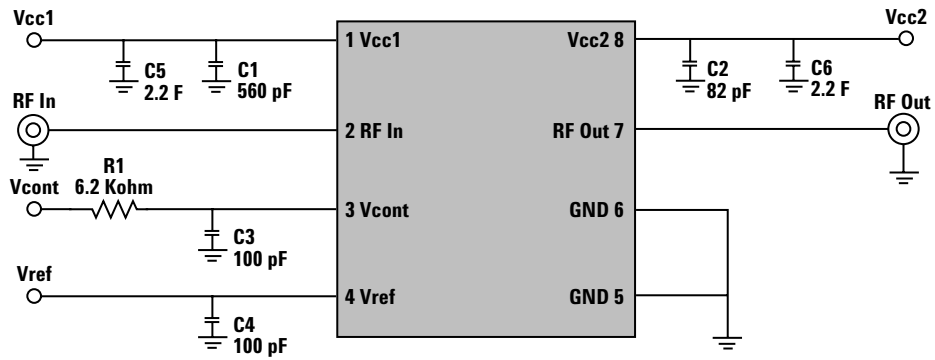 Vcc1
Vcc2
1 Vcc1
Vcc2 8
C5
2.2 F
C1
560 pF
C2
82 pF
C6
2.2 F
RF In
RF Out
2 RF In
RF Out 7
R1
6.2 Kohm
Vcont
3 Vcont
GND 6
C3
100 pF
Vref
4 Vref
GND 5
C4
100 pF